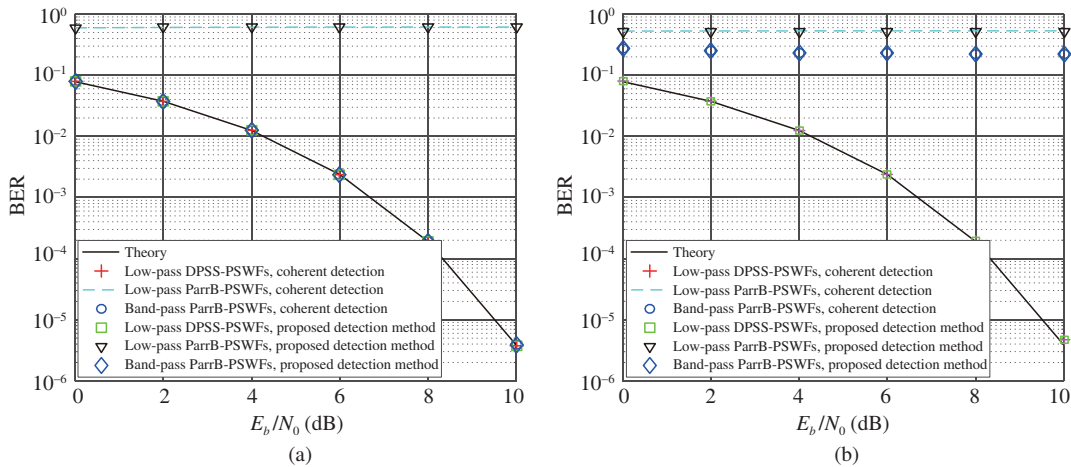 10⁰
10⁻¹
10⁻²
10⁻³
10⁻⁴
10⁻⁵
10⁻⁶
BER
Theory
Low-pass DPSS-PSWFs, coherent detection
Low-pass ParrB-PSWFs, coherent detection
Band-pass ParrB-PSWFs, coherent detection
Low-pass DPSS-PSWFs, proposed detection method
Low-pass ParrB-PSWFs, proposed detection method
Band-pass ParrB-PSWFs, proposed detection method
0 2 4 6 8 10
E_b/N_0 (dB)
(a)
10⁰
10⁻¹
10⁻²
10⁻³
10⁻⁴
10⁻⁵
10⁻⁶
BER
Theory
Low-pass DPSS-PSWFs, coherent detection
Low-pass ParrB-PSWFs, coherent detection
Band-pass ParrB-PSWFs, coherent detection
Low-pass DPSS-PSWFs, proposed detection method
Low-pass ParrB-PSWFs, proposed detection method
Band-pass ParrB-PSWFs, proposed detection method
0 2 4 6 8 10
E_b/N_0 (dB)
(b)